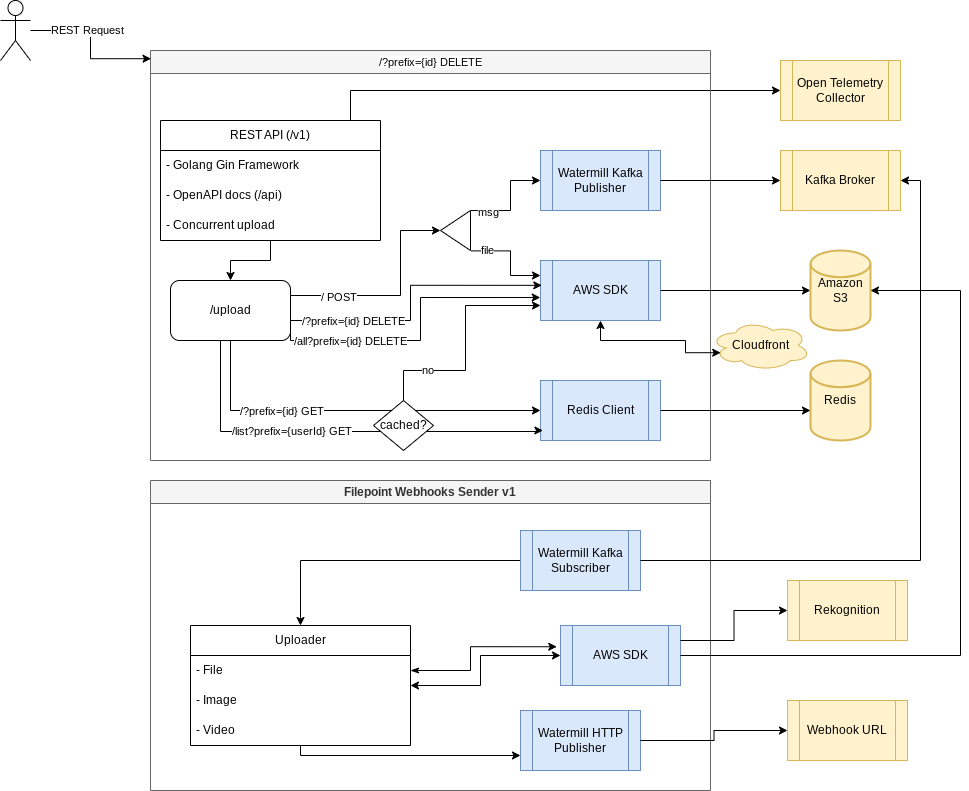 REST Request
/?prefix={id} DELETE
Open Telemetry
Collector
REST API (/v1)
- Golang Gin Framework
- OpenAPI docs (/api)
- Concurrent upload
Watermill Kafka
Publisher
Kafka Broker
msg
file
/upload
/ POST
/?prefix={id} DELETE
/all?prefix={id} DELETE
AWS SDK
Amazon
S3
Cloudfront
no
/?prefix={id} GET
/list?prefix={userId} GET
cached?
Redis Client
Redis
Filepoint Webhooks Sender v1
Watermill Kafka
Subscriber
Rekognition
Uploader
- File
- Image
- Video
AWS SDK
Watermill HTTP
Publisher
Webhook URL